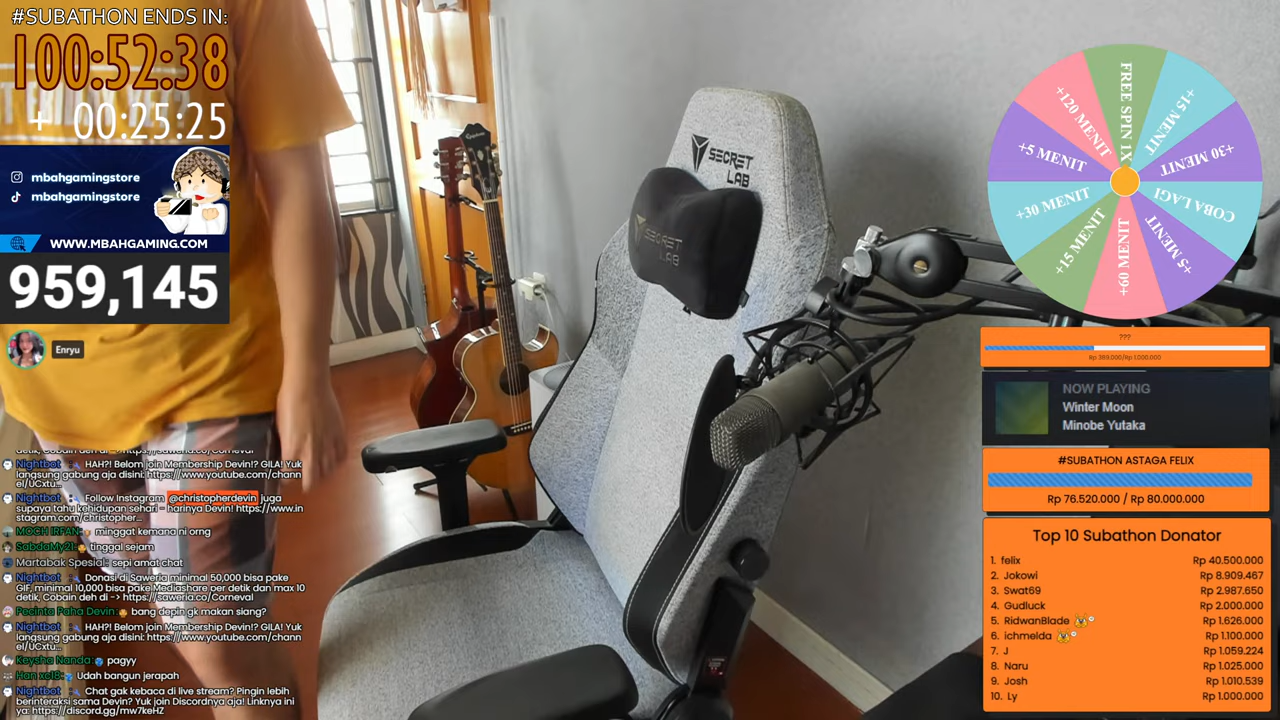 #SUBATHON ENDS IN:
100:52:38
+ 00:25:25
mbahgamingstore
mbahgamingstore
WWW.MBAHGAMING.COM
959,145
Enryu
Nightbot HAH?! Belom join Membership Devin!? GILA! Yuk
langsung gabung aja disini: https://www.youtube.com/chann
el/UCxtu...
Nightbot Follow Instagram @christopherdevin juga
supaya tahu kehidupan sehari - harinya Devin! https://www.in
stagram.com/christopher...
MOCH IRFAN: minggat kemana ni orng
SabdaMy21: tinggal sejam
Martabak Spesial: sepi amat chat
Nightbot Donasi di Saweria minimal 50,000 bisa pake
GIF, minimal 10,000 bisa pake Mediashare per detik dan max 10
detik, Cobain deh di -> https://saweria.co/Corneval
Pecinta Paha Devin: bang depin gk makan siang?
Nightbot HAH?! Belom join Membership Devin!? GILA! Yuk
langsung gabung aja disini: https://www.youtube.com/chann
el/UCxtu...
Keysha Nanda: pagyy
Han xc18: Udah bangun jerapah
Nightbot Chat gak kebaca di live stream? Pingin lebih
berinteraksi sama Devin? Yuk join Discordnya aja! Linknya ini
ya: https://discord.gg/mw7keHZ
Epiphone
SECRET
LAB
SECRET
LAB
FREE SPIN 1X
+15 MENIT
+30 MENIT
COBA LAGI
+5 MENIT
+60 MENIT
+15 MENIT
+30 MENIT
+5 MENIT
+120 MENIT
???
Rp 389.000/Rp 1.000.000
NOW PLAYING
Winter Moon
Minobe Yutaka
#SUBATHON ASTAGA FELIX
Rp 76.520.000 / Rp 80.000.000
Top 10 Subathon Donator
1. felix Rp 40.500.000
2. Jokowi Rp 8.909.467
3. Swat69 Rp 2.987.650
4. Gudluck Rp 2.000.000
5. RidwanBlade Rp 1.626.000
6. ichmelda Rp 1.100.000
7. J Rp 1.059.224
8. Naru Rp 1.025.000
9. Josh Rp 1.010.539
10. Ly Rp 1.000.000